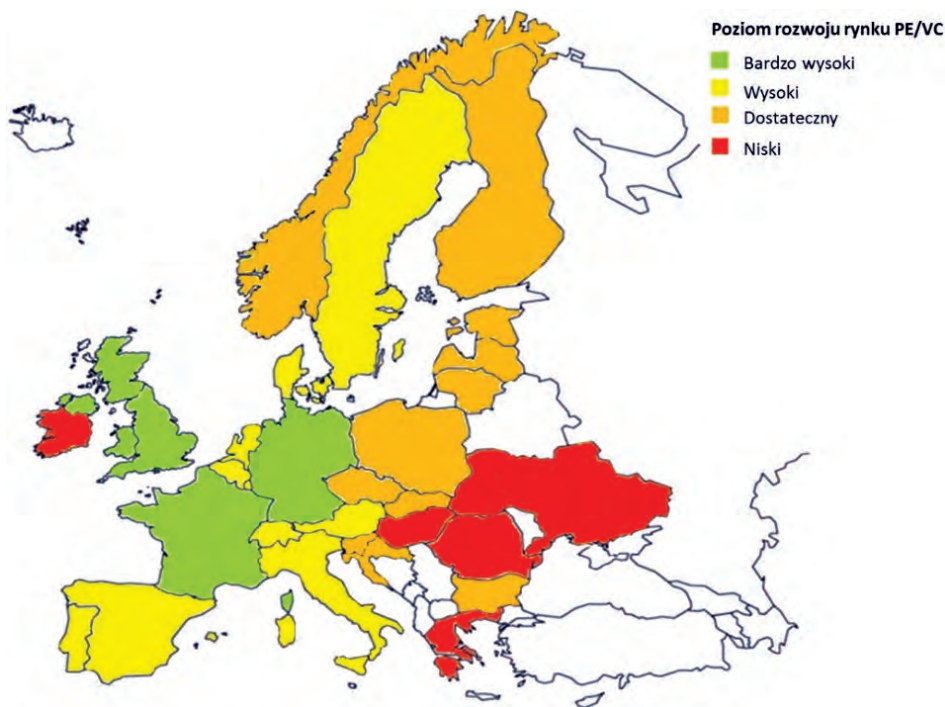 Poziom rozwoju rynku PE/VC
Bardzo wysoki
Wysoki
Dostateczny
Niski